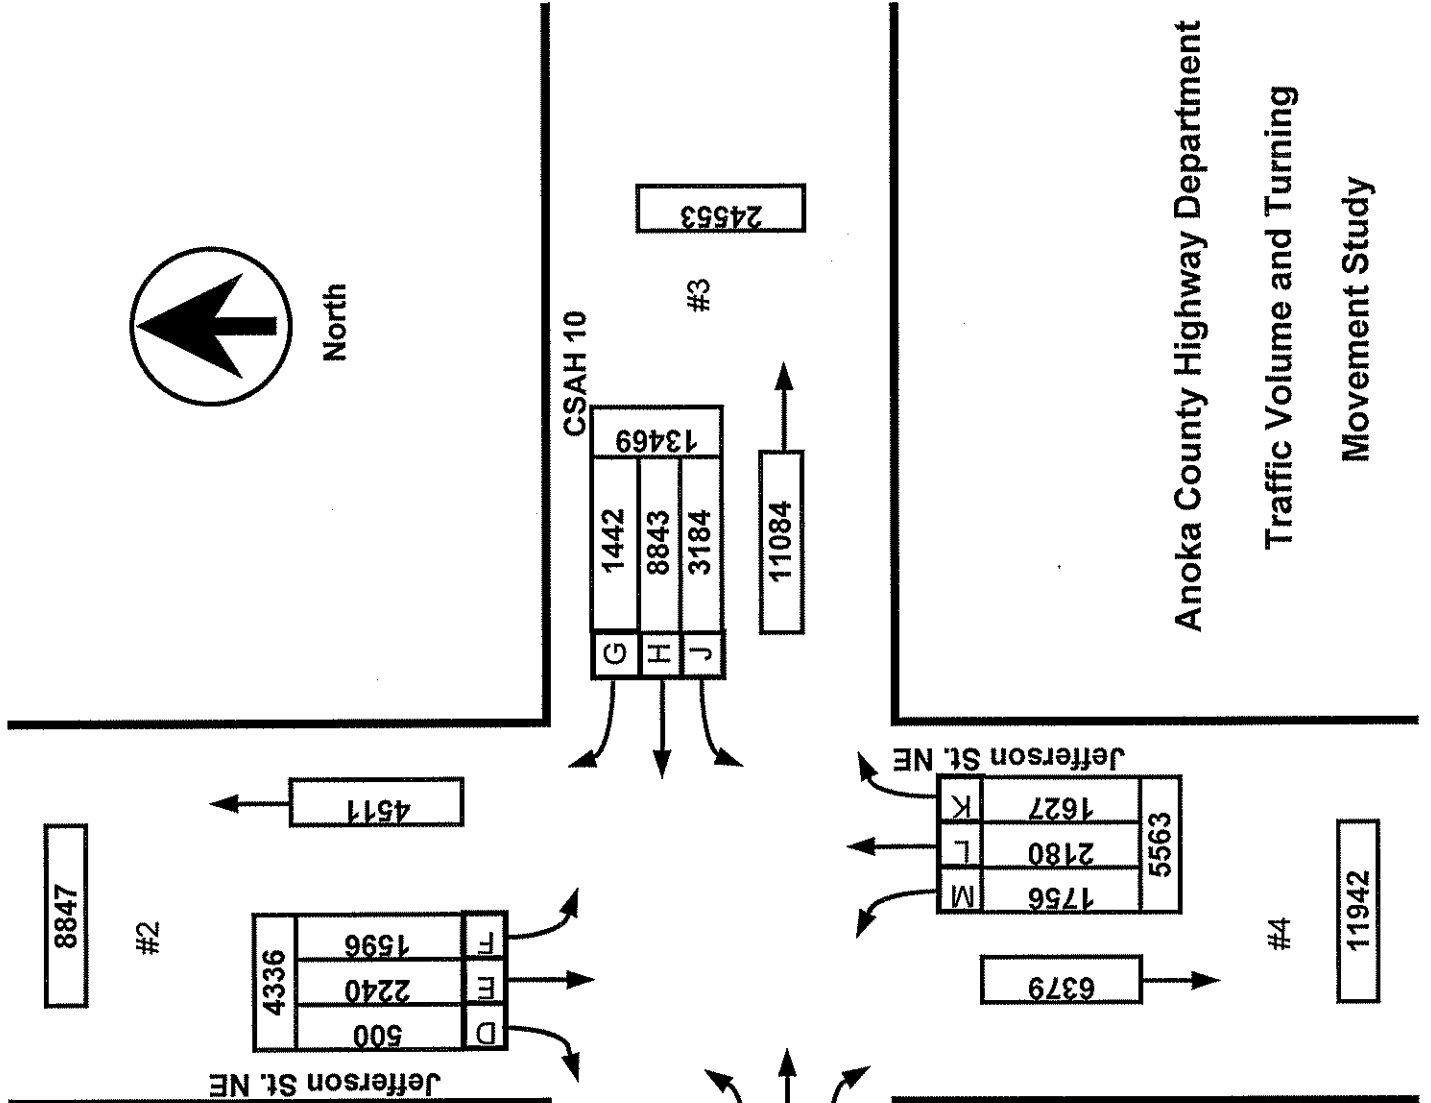 North
8847
#2
4511
4336
1596
2240
500
F
E
D
Jefferson St. NE
CSAH 10
#3
24553
13469
1442
8843
3184
G
H
J
11084
Jefferson St. NE
K
L
M
1627
2180
1756
5563
6379
#4
11942
Anoka County Highway Department
Traffic Volume and Turning
Movement Study